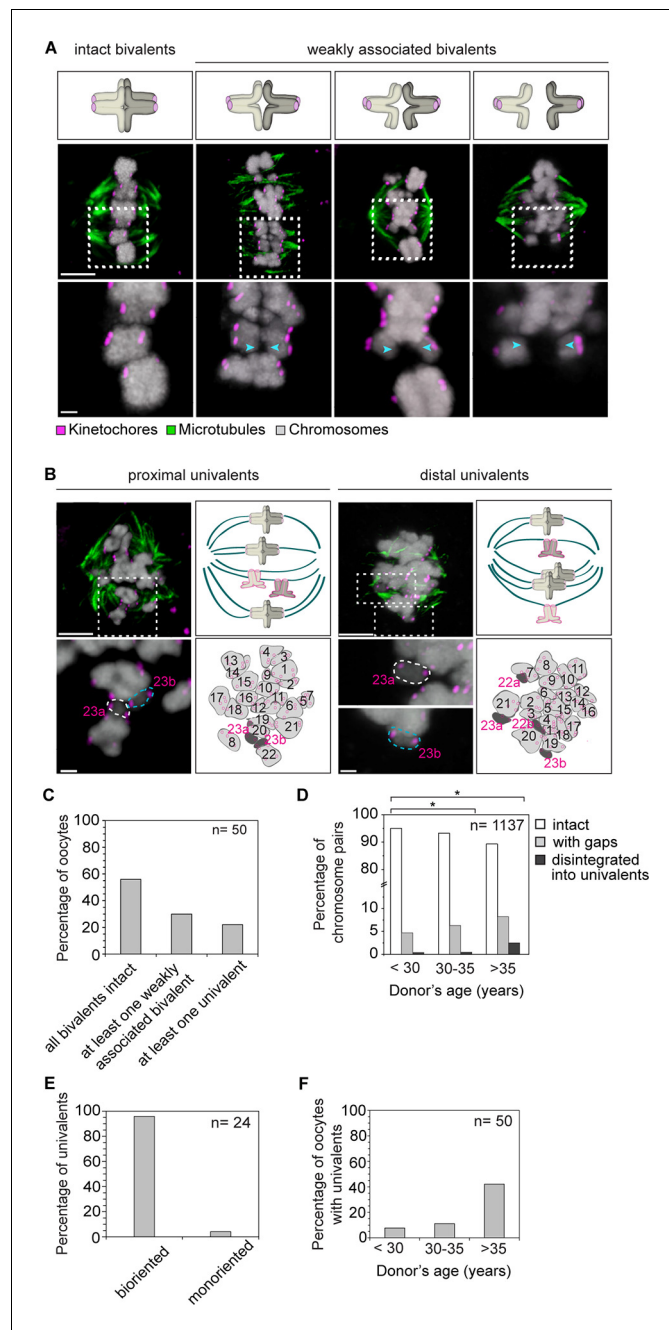 A
intact bivalents
weakly associated bivalents
Kinetochores Microtubules Chromosomes
B
proximal univalents
distal univalents
23b
23a
4 3
13 14 9 1
15 10 2
17 16 11 5 7
18 12 6
19 21
23a 20 23b
8 22
23a
23b
8
22a 7 11 10 9
6 13 12
21 2 5 15 14
3 4 16
23a 22b 1 18 17
20 19
23b
C
n= 50
Percentage of oocytes
100
80
60
40
20
0
all bivalents intact
at least one weakly
associated bivalent
at least one univalent
D
*
*
n= 1137
Percentage of
chromosome pairs
100
90
80
10
5
0
< 30 30-35 >35
Donor's age (years)
intact
with gaps
disintegrated
into univalents
E
n= 24
Percentage of univalents
100
80
60
40
20
0
bioriented
monoriented
F
n= 50
Percentage of oocytes
with univalents
100
80
60
40
20
0
< 30 30-35 >35
Donor's age (years)